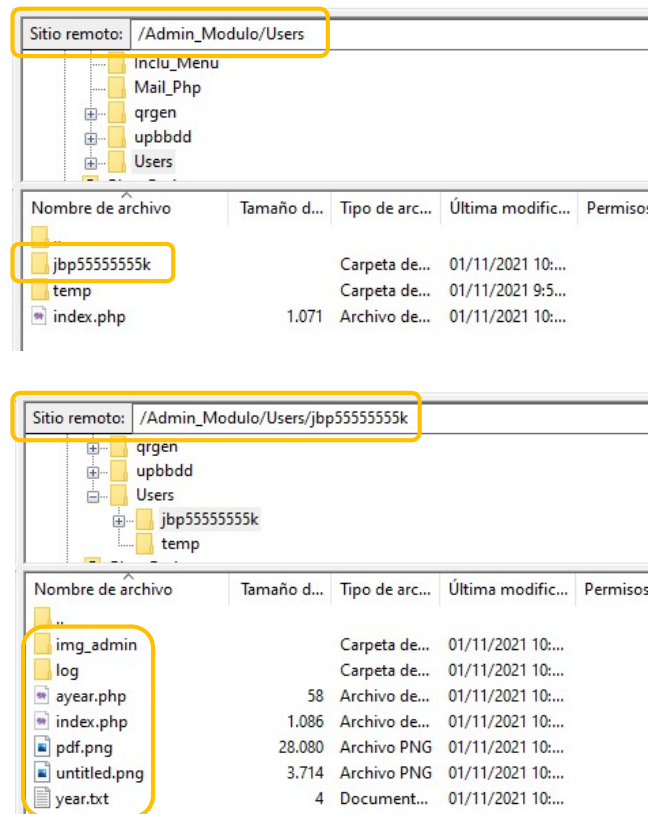 Sitio remoto: /Admin_Modulo/Users
Inclu_Menu
Mail_Php
qrgen
upbbdd
Users
Nombre de archivo Tamaño d... Tipo de arc... Última modific... Permisos
..
jbp55555555k Carpeta de... 01/11/2021 10:...
temp Carpeta de... 01/11/2021 9:5...
index.php 1.071 Archivo de... 01/11/2021 10:...
Sitio remoto: /Admin_Modulo/Users/jbp55555555k
qrgen
upbbdd
Users
jbp55555555k
temp
Nombre de archivo Tamaño d... Tipo de arc... Última modific... Permisos
..
img_admin Carpeta de... 01/11/2021 10:...
log Carpeta de... 01/11/2021 10:...
ayear.php 58 Archivo de... 01/11/2021 10:...
index.php 1.086 Archivo de... 01/11/2021 10:...
pdf.png 28.080 Archivo PNG 01/11/2021 10:...
untitled.png 3.714 Archivo PNG 01/11/2021 10:...
year.txt 4 Document... 01/11/2021 10:...